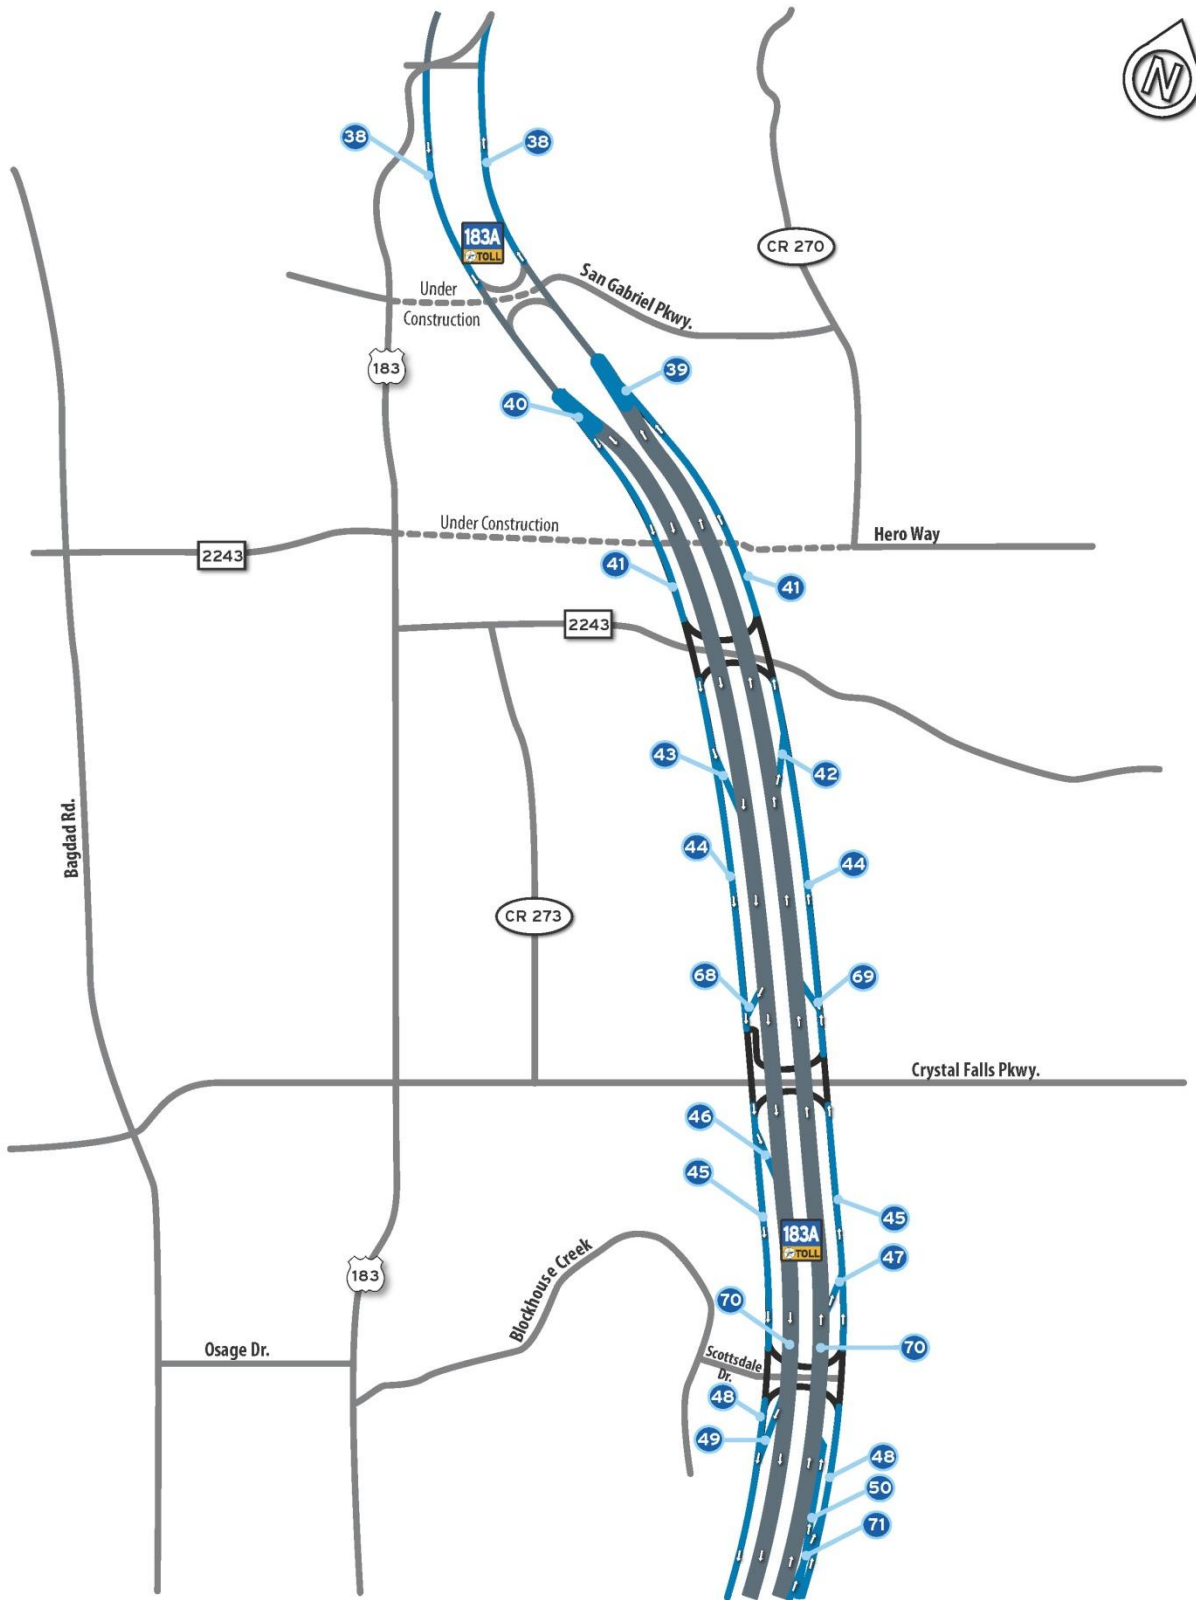 N
38
38
183A
TOLL
CR 270
Under
Construction
San Gabriel Pkwy.
183
39
40
Under Construction
Hero Way
2243
41
41
2243
43
42
Bagdad Rd.
44
44
CR 273
68
69
Crystal Falls Pkwy.
46
45
45
183A
TOLL
47
183
Blockhouse Creek
70
70
Osage Dr.
Scottsdale
Dr.
48
49
48
50
71